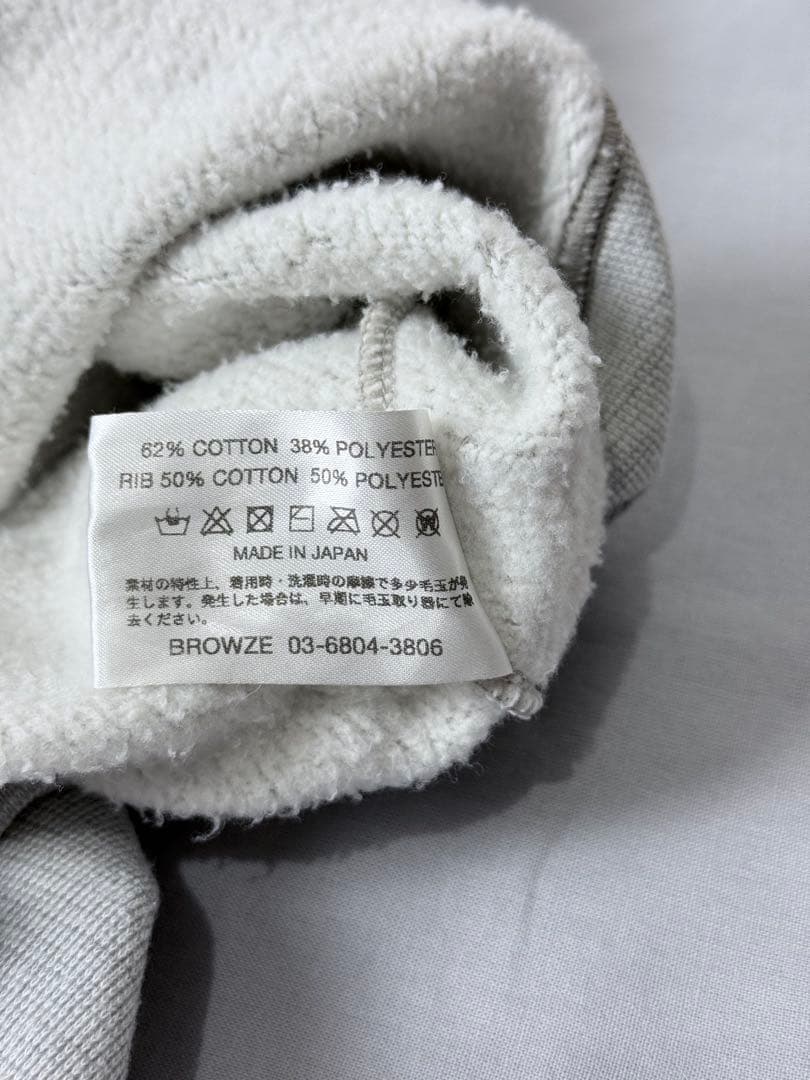 62% COTTON 38% POLYESTER
RIB 50% COTTON 50% POLYESTE
MADE IN JAPAN
素材の特性上、着用時・洗濯時の摩擦で多少毛玉が発
生します。発生した場合は、早期に毛玉取り器にて除
去ください。
BROWZE 03-6804-3806